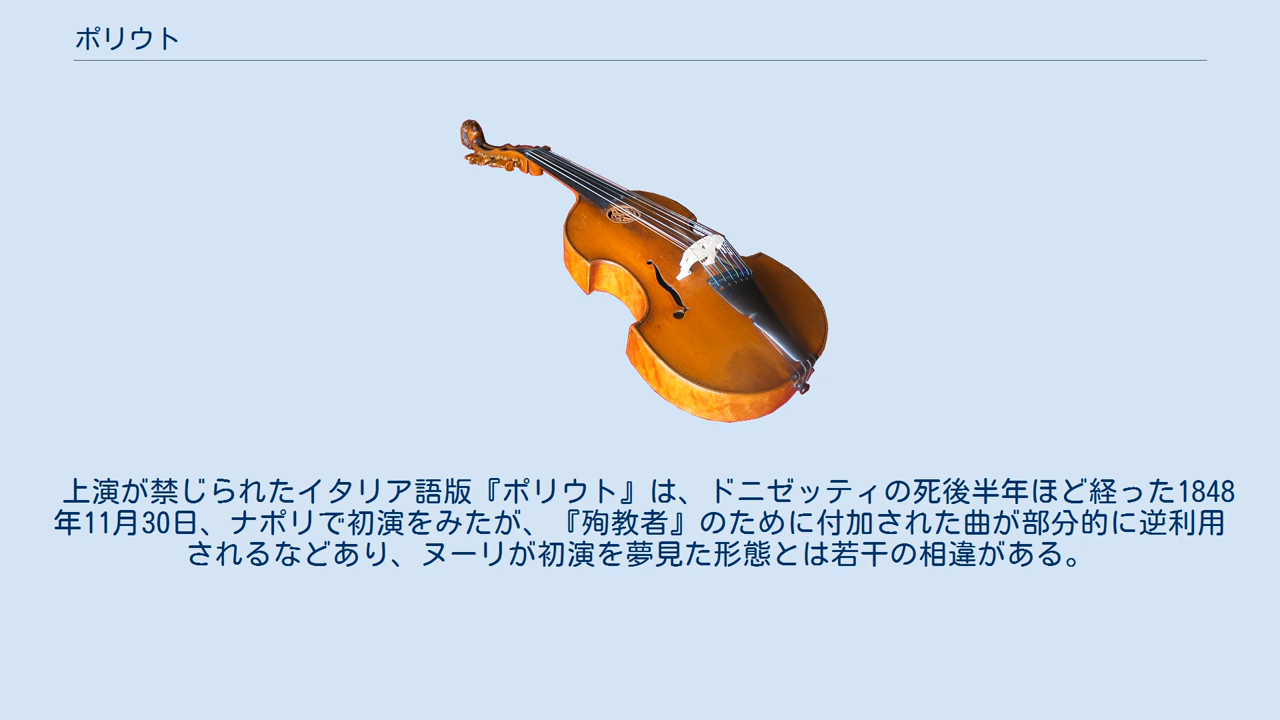 ポリウト
上演が禁じられたイタリア語版『ポリウト』は、ドニゼッティの死後半年ほど経った1848
年11月30日、ナポリで初演をみたが、『殉教者』のために付加された曲が部分的に逆利用
されるなどあり、ヌーリが初演を夢見た形態とは若干の相違がある。